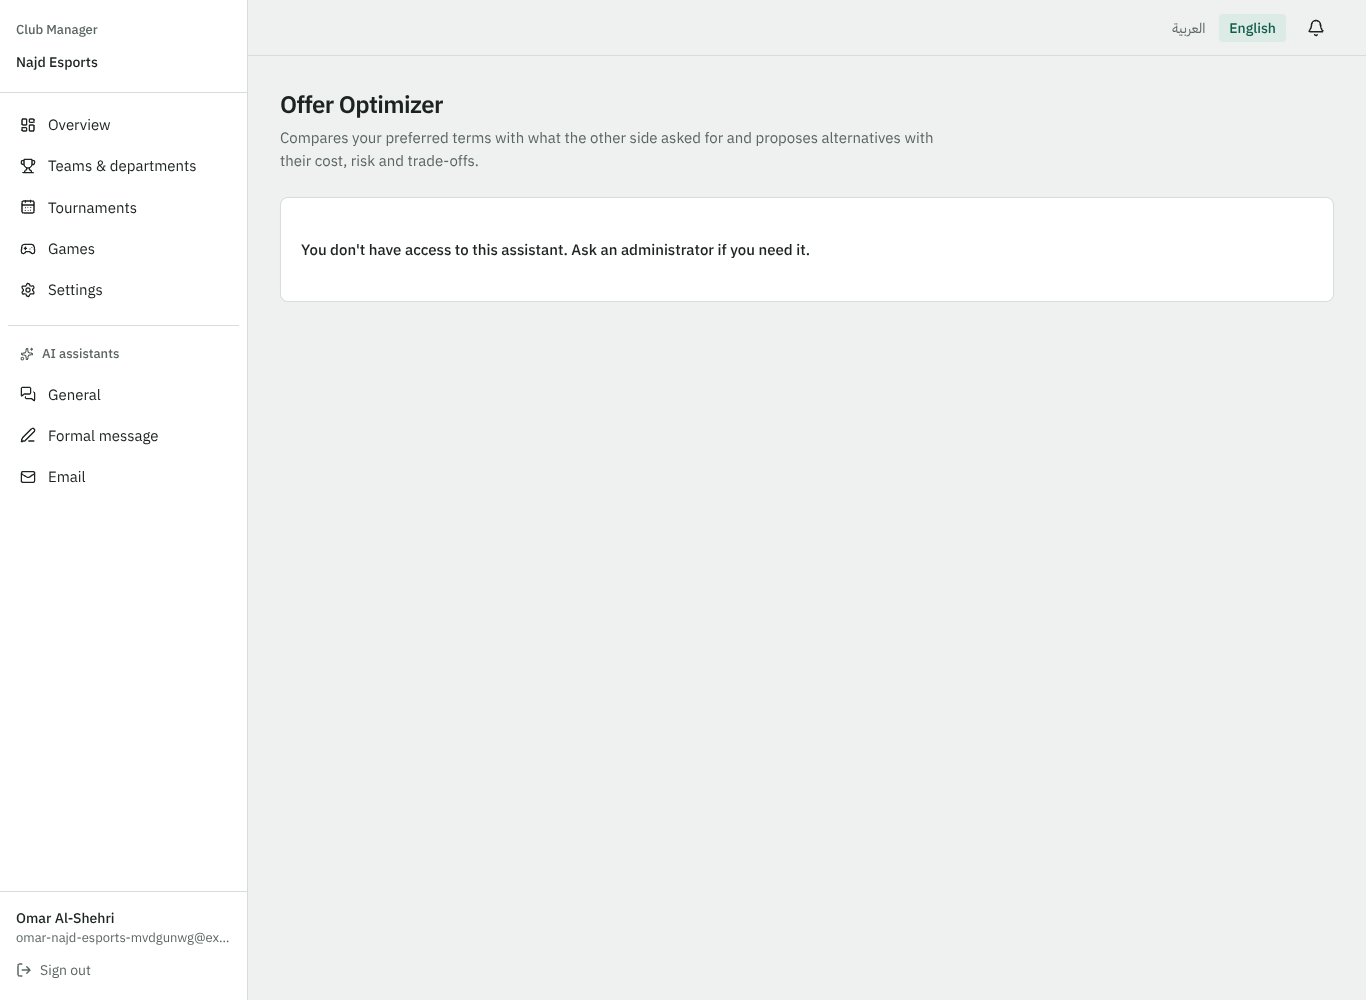 Club Manager
Najd Esports
Overview
Teams & departments
Tournaments
Games
Settings
AI assistants
General
Formal message
Email
Omar Al-Shehri
omar-najd-esports-mvdgunwg@ex...
Sign out
العربية
English
Offer Optimizer
Compares your preferred terms with what the other side asked for and proposes alternatives with
their cost, risk and trade-offs.
You don't have access to this assistant. Ask an administrator if you need it.